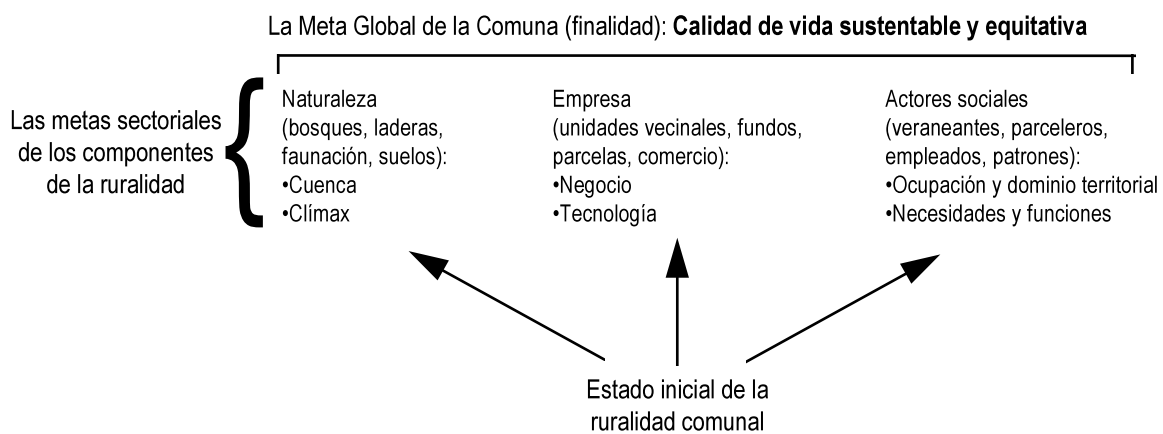 La Meta Global de la Comuna (finalidad): Calidad de vida sustentable y equitativa
Las metas sectoriales
de los componentes
de la ruralidad
Naturaleza
(bosques, laderas,
faunación, suelos):
•Cuenca
•Clímax
Empresa
(unidades vecinales, fundos,
parcelas, comercio):
•Negocio
•Tecnología
Actores sociales
(veraneantes, parceleros,
empleados, patrones):
•Ocupación y dominio territorial
•Necesidades y funciones
Estado inicial de la
ruralidad comunal